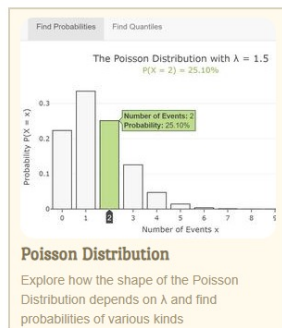 Find Probabilities Find Quantiles
The Poisson Distribution with λ = 1.5
P(X = 2) = 25.10%
Probability P(X = x)
0.3
0.2
0.1
0
Number of Events: 2
Probability: 25.10%
0 1 2 3 4 5 6 7 8 9
Number of Events x
Poisson Distribution
Explore how the shape of the Poisson
Distribution depends on λ and find
probabilities of various kinds